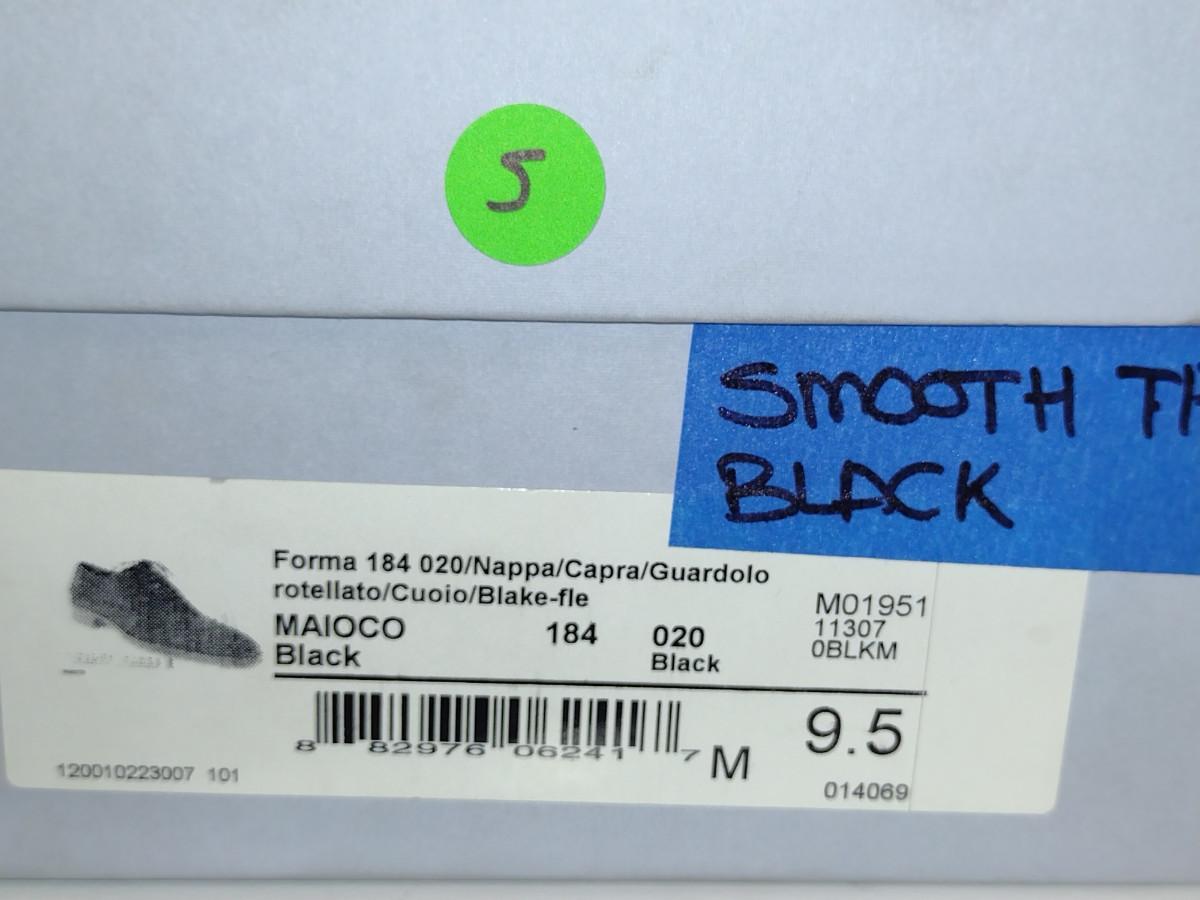 5
SMOOTH TH
BLACK
Forma 184 020/Nappa/Capra/Guardolo
rotellato/Cuoio/Blake-fle
MAIOCO 184 020 M01951
Black Black 11307
0BLKM
8 82976 06241 7 M 9.5
120010223007 101 014069